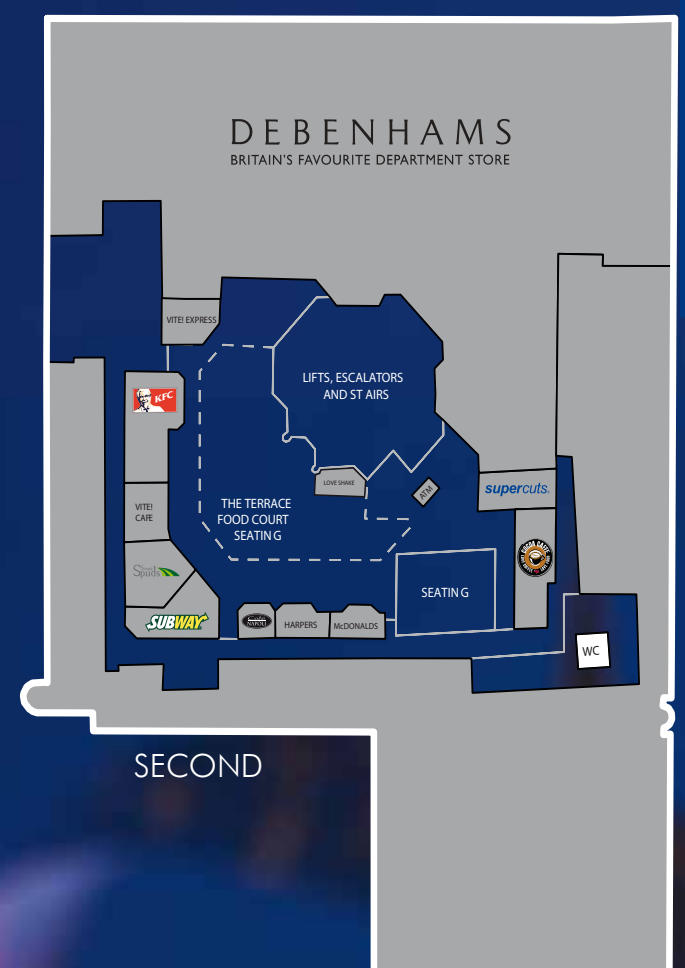 DEBENHAMS
BRITAIN'S FAVOURITE DEPARTMENT STORE
VITE! EXPRESS
LIFTS, ESCALATORS
AND ST AIRS
KFC
LOVE SHAKE
ATM
supercuts
VITE!
CAFE
THE TERRACE
FOOD COURT
SEATIN G
Spuds
SEATIN G
SUBWAY
NAPOLI
HARPERS
McDONALDS
WC
SECOND